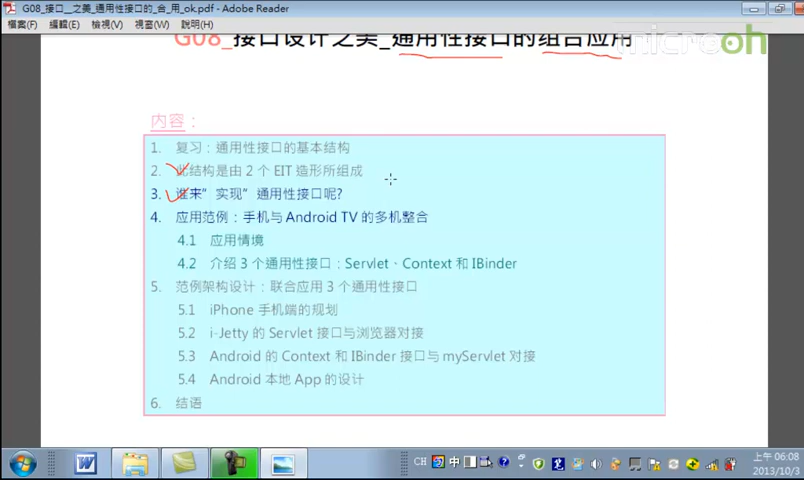 G08_接口__之美_通用性接口的_合_用_ok.pdf - Adobe Reader
檔案(F) 編輯(E) 檢視(V) 視窗(W) 說明(H)
G08_接口设计之美_通用性接口的组合应用
microoh
内容：
1. 复习：通用性接口的基本结构
2. 此结构是由 2 个 EIT 造形所组成
3. 谁来”实现”通用性接口呢?
4. 应用范例：手机与 Android TV 的多机整合
4.1 应用情境
4.2 介绍 3 个通用性接口：Servlet、Context 和 IBinder
5. 范例架构设计：联合应用 3 个通用性接口
5.1 iPhone 手机端的规划
5.2 i-Jetty 的 Servlet 接口与浏览器对接
5.3 Android 的 Context 和 IBinder 接口与 myServlet 对接
5.4 Android 本地 App 的设计
6. 结语
CH 中
上午 06:08
2013/10/3